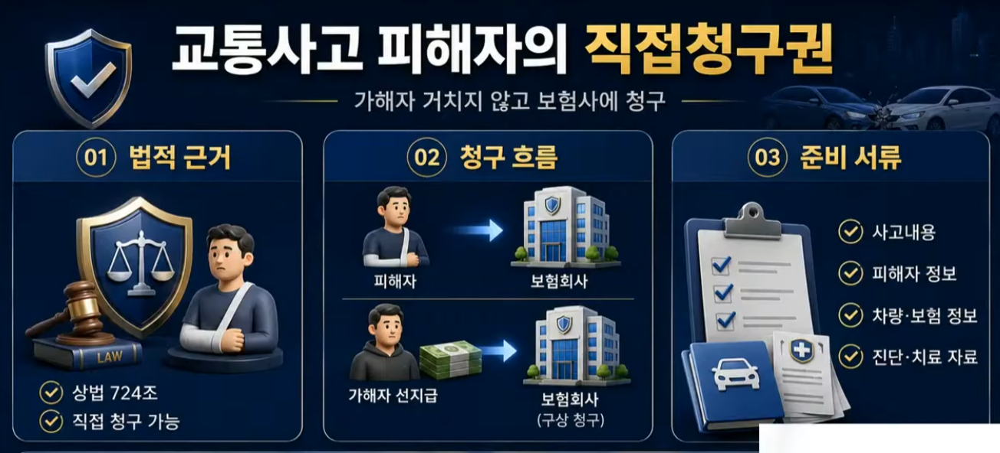 교통사고 피해자의 직접청구권
가해자 거치지 않고 보험사에 청구
01 법적 근거
LAW
상법 724조
직접 청구 가능
02 청구 흐름
피해자
보험회사
가해자 선지급
보험회사
(구상 청구)
03 준비 서류
사고내용
피해자 정보
차량·보험 정보
진단·치료 자료